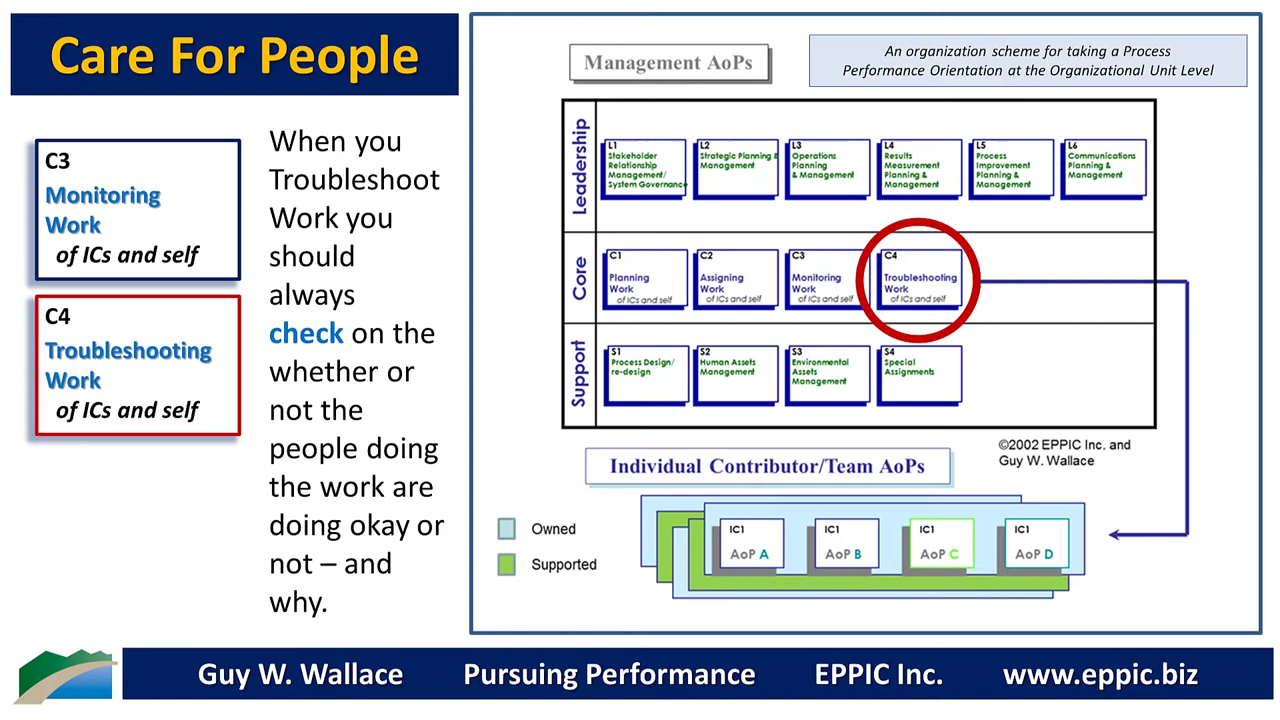 Care For People
C3
Monitoring
Work
of ICs and self
C4
Troubleshooting
Work
of ICs and self
When you
Troubleshoot
Work you
should
always
check on the
whether or
not the
people doing
the work are
doing okay or
not – and
why.
Management AoPs
An organization scheme for taking a Process
Performance Orientation at the Organizational Unit Level
Leadership
L1
Stakeholder
Relationship
Management/
System Governance
L2
Strategic Planning &
Management
L3
Operations
Planning
& Management
L4
Results
Measurement
Planning &
Management
L5
Process
Improvement
Planning &
Management
L6
Communications
Planning &
Management
Core
C1
Planning
Work
of ICs and self
C2
Assigning
Work
of ICs and self
C3
Monitoring
Work
of ICs and self
C4
Troubleshooting
Work
of ICs and self
Support
S1
Process Design/
re-design
S2
Human Assets
Management
S3
Environmental
Assets
Management
S4
Special
Assignments
©2002 EPPIC Inc. and
Guy W. Wallace
Individual Contributor/Team AoPs
Owned
Supported
IC1
AoP A
IC1
AoP B
IC1
AoP C
IC1
AoP D
Guy W. Wallace Pursuing Performance EPPIC Inc. www.eppic.biz